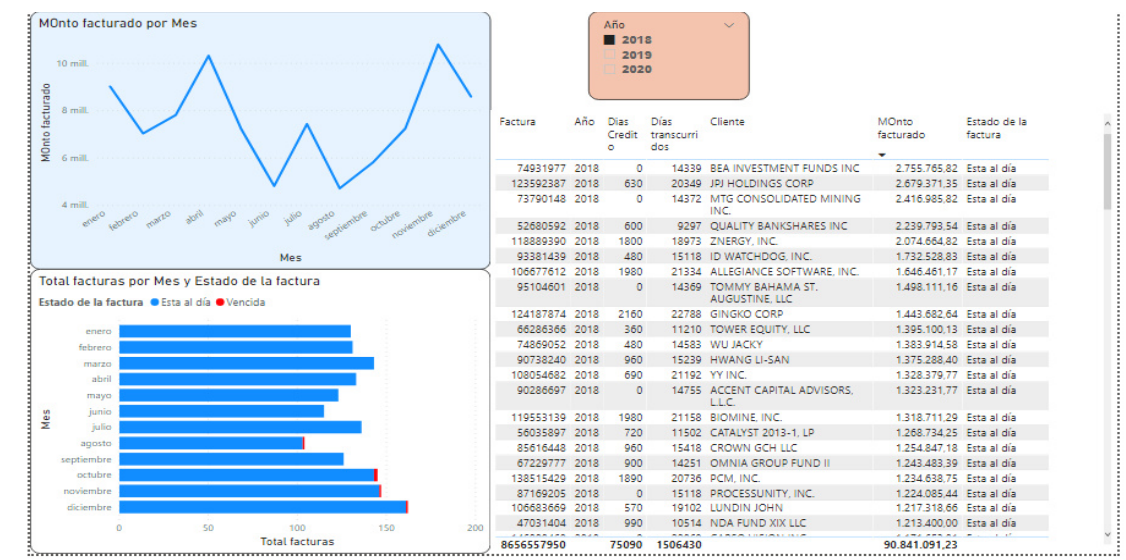 MOnto facturado por Mes
MOnto facturado
10 mill.
8 mill.
6 mill.
4 mill.
enero febrero marzo abril mayo junio julio agosto septiembre octubre noviembre diciembre
Mes
Total facturas por Mes y Estado de la factura
Estado de la factura Esta al día Vencida
Mes
enero
febrero
marzo
abril
mayo
junio
julio
agosto
septiembre
octubre
noviembre
diciembre
0 50 100 150 200
Total facturas
Año
2018
2019
2020
Factura Año Dias Días Cliente MOnto Estado de la
Credit transcurri facturado factura
o dos
74931977 2018 0 14339 BEA INVESTMENT FUNDS INC 2.755.765,82 Esta al día
123592387 2018 630 20349 JPJ HOLDINGS CORP 2.679.371,35 Esta al día
73790148 2018 0 14372 MTG CONSOLIDATED MINING 2.416.985,82 Esta al día
INC.
52680592 2018 600 9297 QUALITY BANKSHARES INC 2.239.793,54 Esta al día
118889390 2018 1800 18973 ZNERGY, INC. 2.074.664,82 Esta al día
93381439 2018 480 15118 ID WATCHDOG, INC. 1.732.528,83 Esta al día
106677612 2018 1980 21334 ALLEGIANCE SOFTWARE, INC. 1.646.461,17 Esta al día
95104601 2018 0 14369 TOMMY BAHAMA ST. 1.498.111,16 Esta al día
AUGUSTINE, LLC
124187874 2018 2160 22788 GINGKO CORP 1.443.682,64 Esta al día
66286366 2018 360 11210 TOWER EQUITY, LLC 1.395.100,13 Esta al día
74869052 2018 480 14583 WU JACKY 1.383.914,58 Esta al día
90738240 2018 960 15239 HWANG LI-SAN 1.375.288,40 Esta al día
108054682 2018 690 21192 YY INC. 1.328.379,77 Esta al día
90286697 2018 0 14755 ACCENT CAPITAL ADVISORS, 1.323.231,77 Esta al día
L.L.C.
119553139 2018 1980 21158 BIOMINE, INC. 1.318.711,29 Esta al día
56035897 2018 720 11502 CATALYST 2013-1, LP 1.268.734,25 Esta al día
85616448 2018 960 15418 CROWN GCH LLC 1.254.847,18 Esta al día
67229777 2018 900 14251 OMNIA GROUP FUND II 1.243.483,39 Esta al día
138515429 2018 1890 20736 PCM, INC. 1.234.638,75 Esta al día
87169205 2018 0 15118 PROCESSUNITY, INC. 1.224.085,44 Esta al día
106683669 2018 570 19102 LUNDIN JOHN 1.217.318,66 Esta al día
47031404 2018 990 10514 NDA FUND XIX LLC 1.213.400,00 Esta al día
8656557950 75090 1506430 90.841.091,23